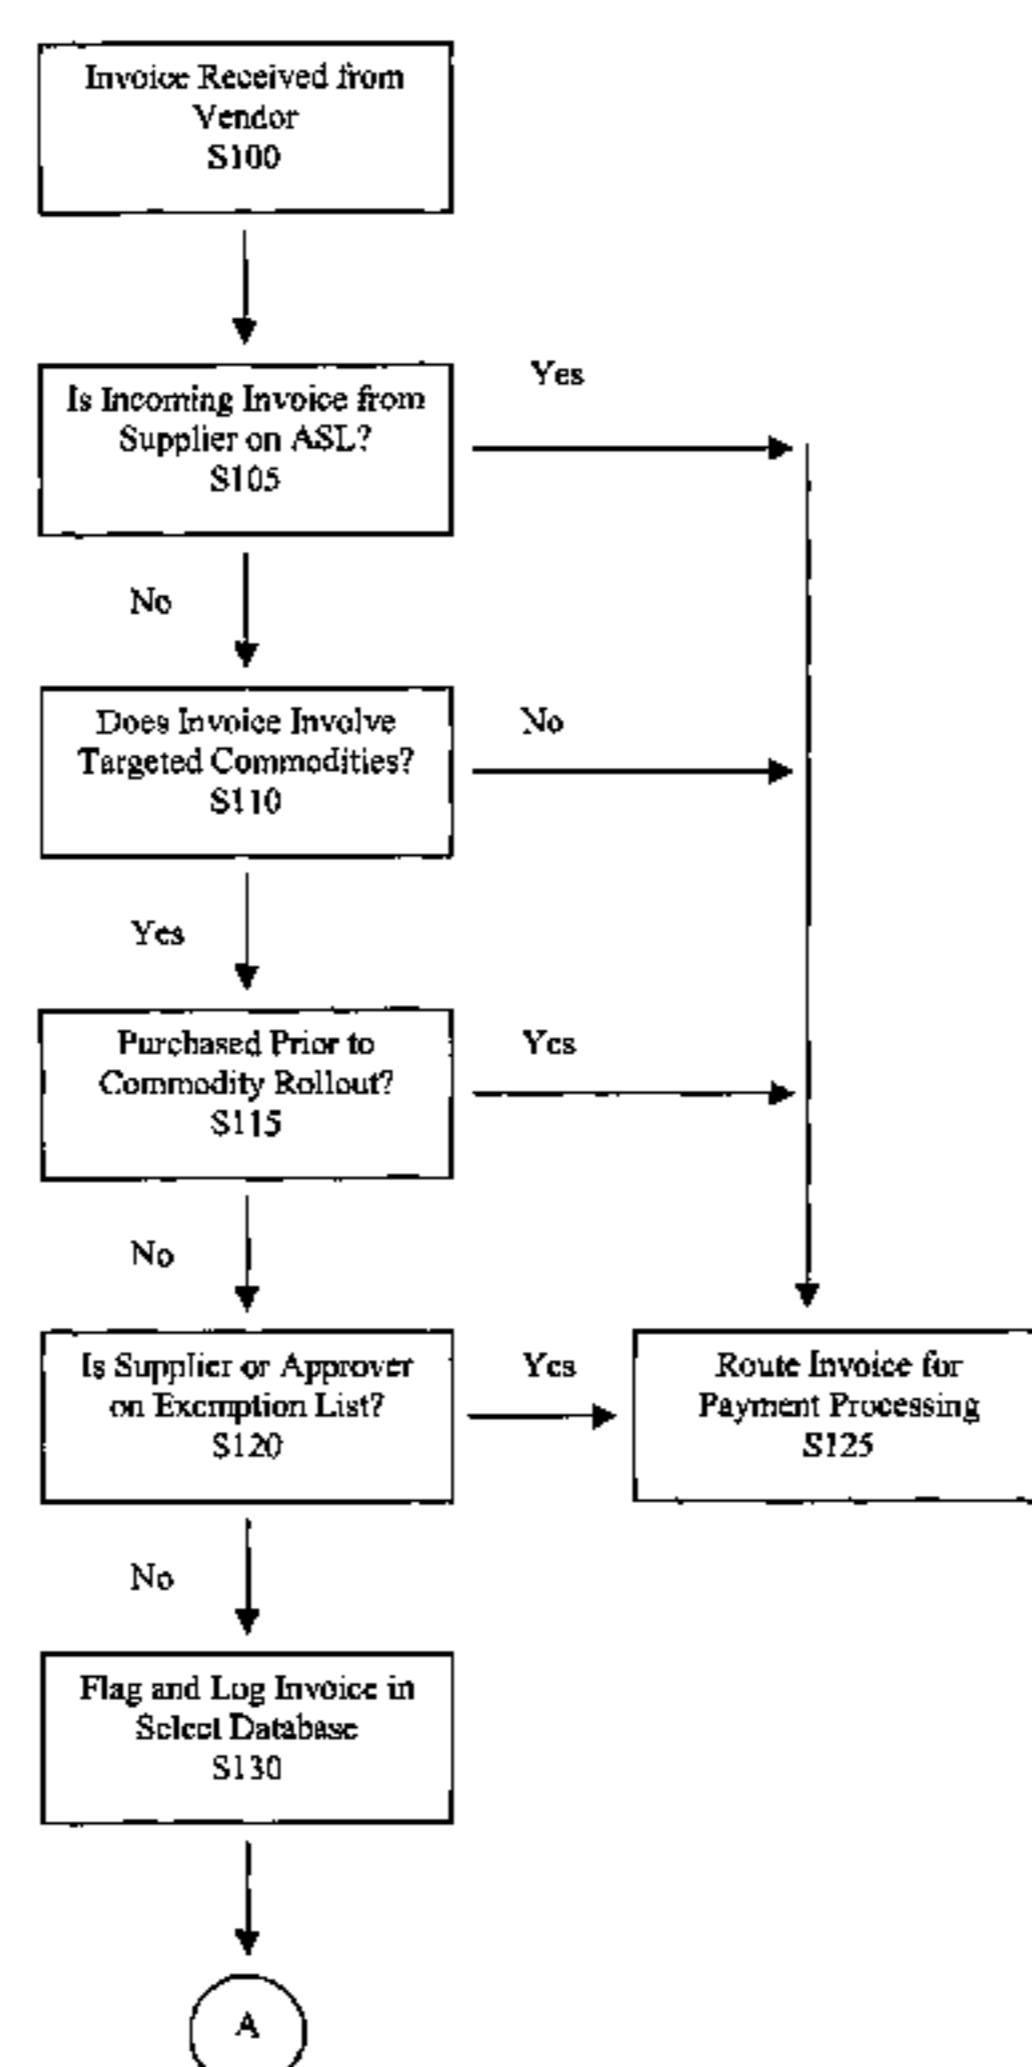 Invoice Received from
Vendor
S100
Is Incoming Invoice from
Supplier on ASL?
S105
Yes
No
Does Invoice Involve
Targeted Commodities?
S110
No
Yes
Purchased Prior to
Commodity Rollout?
S115
Yes
No
Is Supplier or Approver
on Exemption List?
S120
Yes
Route Invoice for
Payment Processing
S125
No
Flag and Log Invoice in
Select Database
S130
A